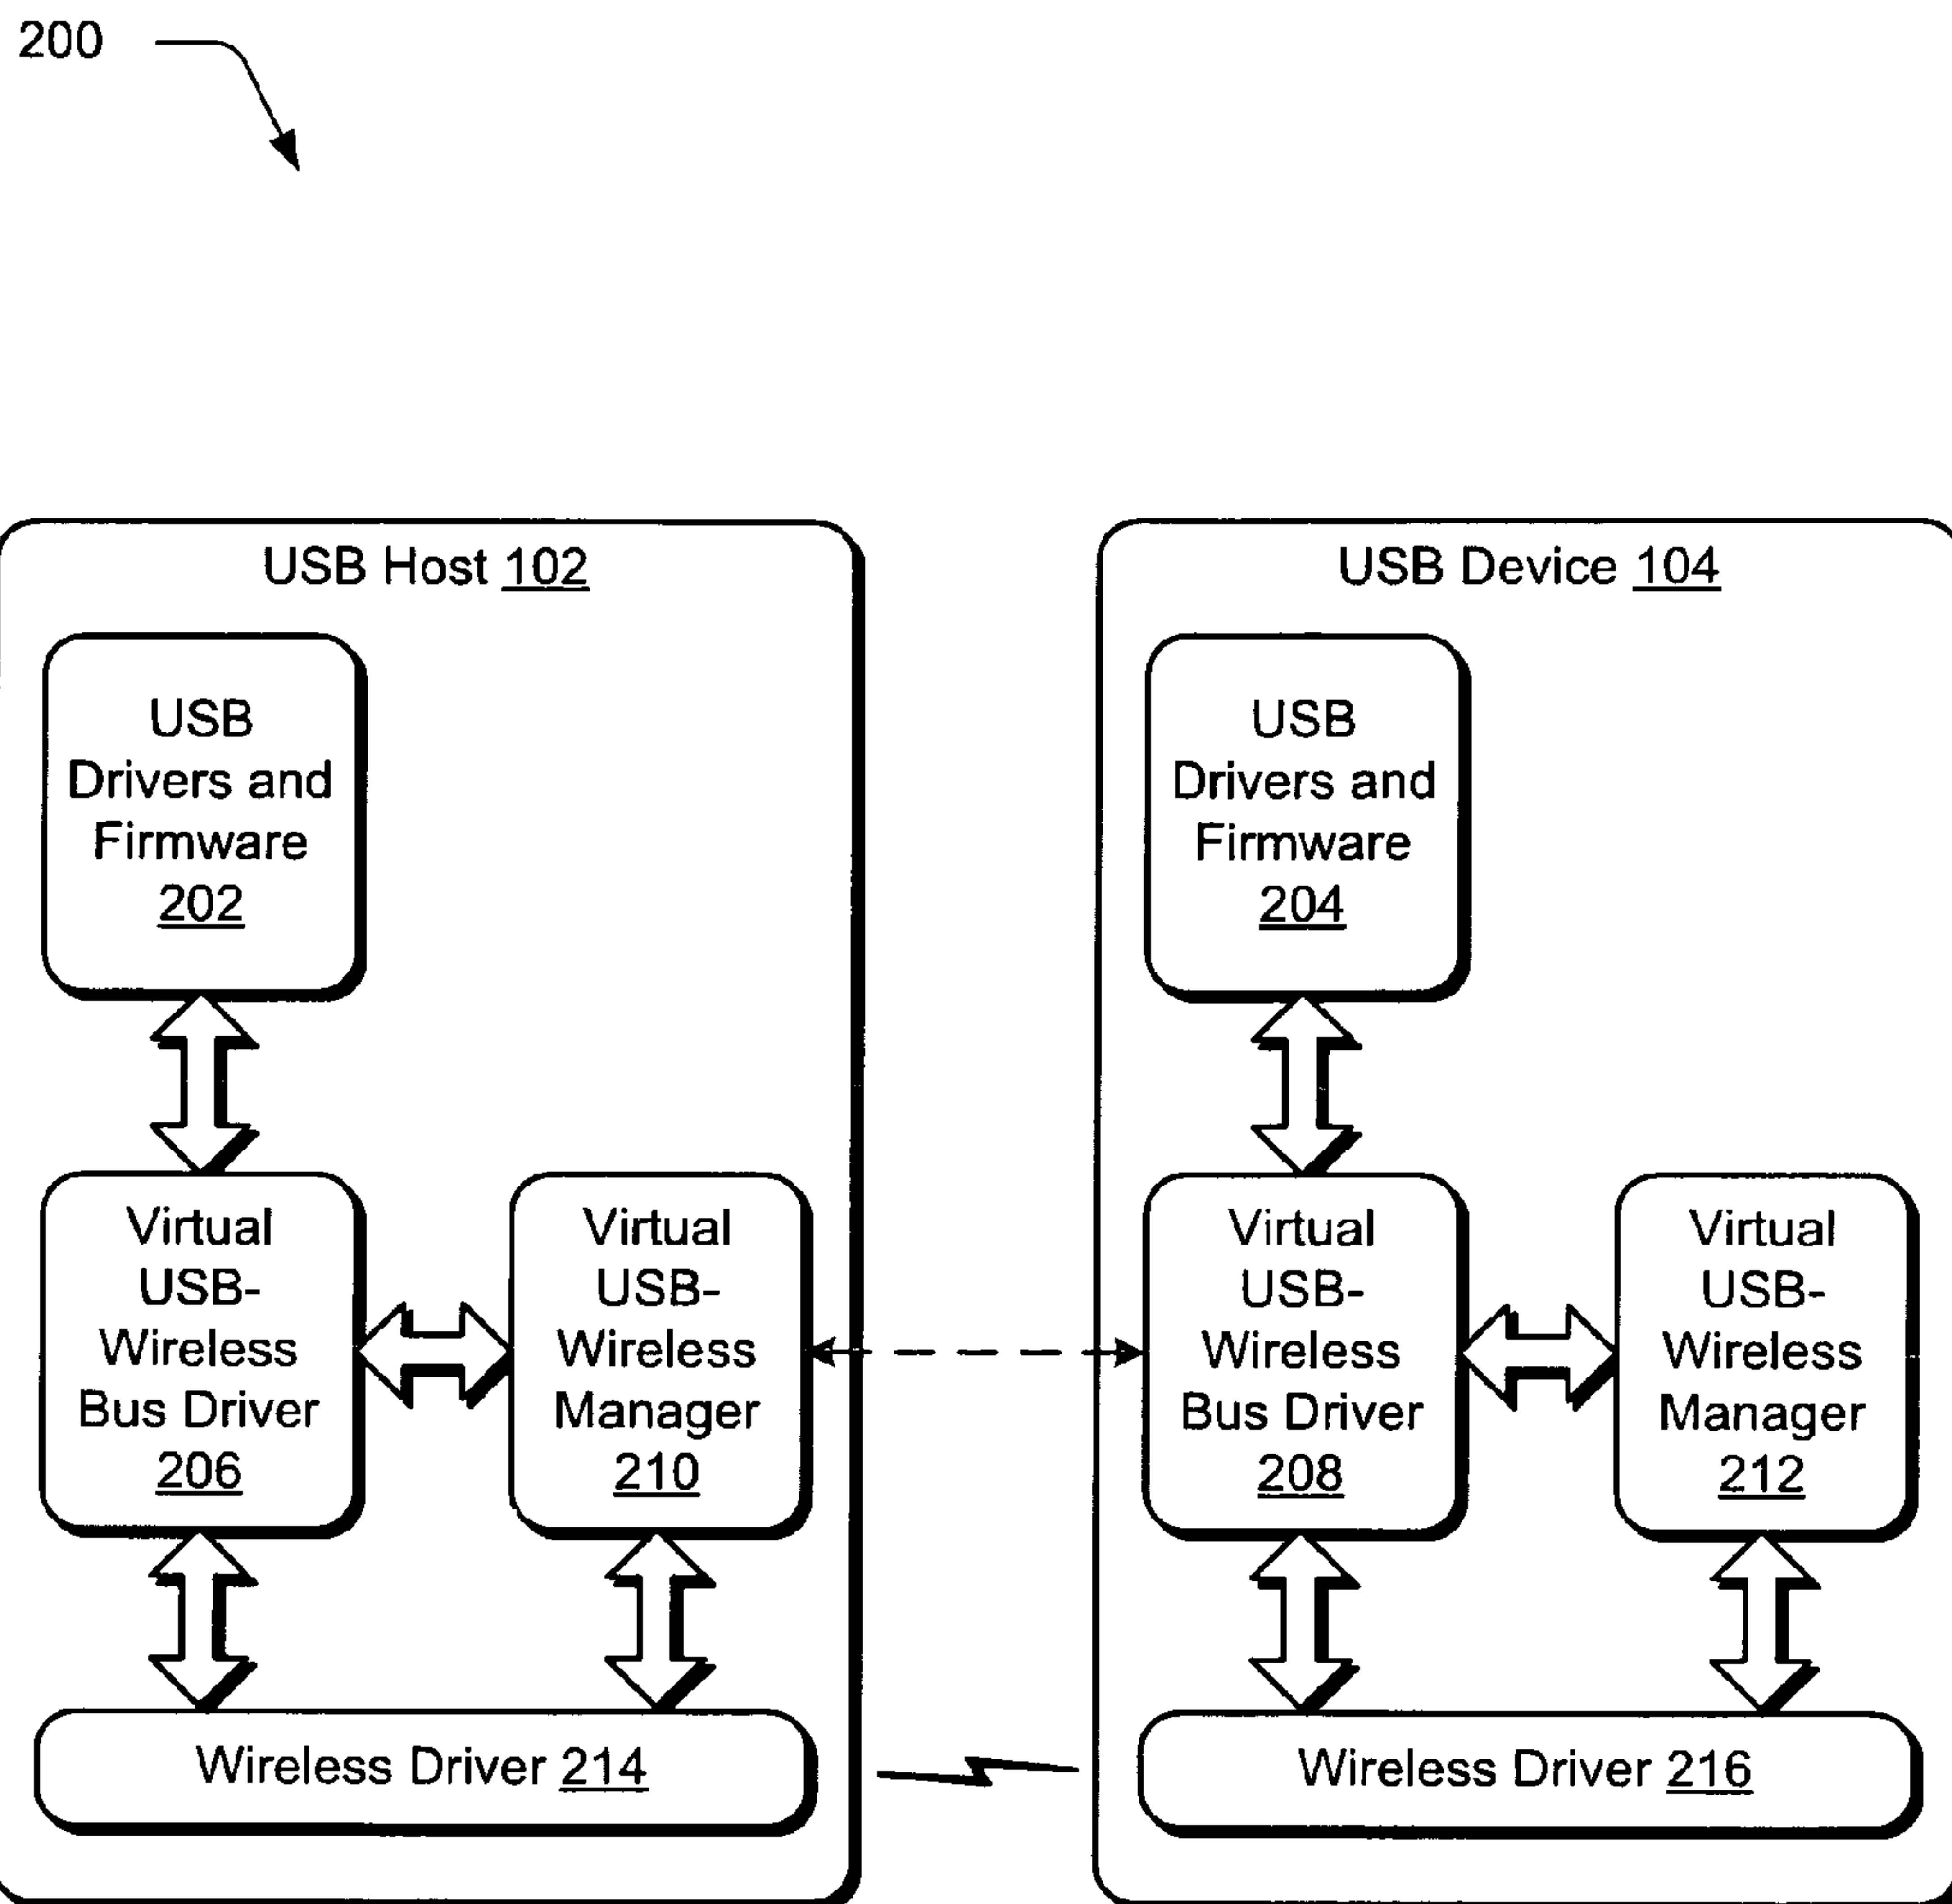 200
USB Host 102
USB
Drivers and
Firmware
202
Virtual
USB-
Wireless
Bus Driver
206
Virtual
USB-
Wireless
Manager
210
Wireless Driver 214
USB Device 104
USB
Drivers and
Firmware
204
Virtual
USB-
Wireless
Bus Driver
208
Virtual
USB-
Wireless
Manager
212
Wireless Driver 216